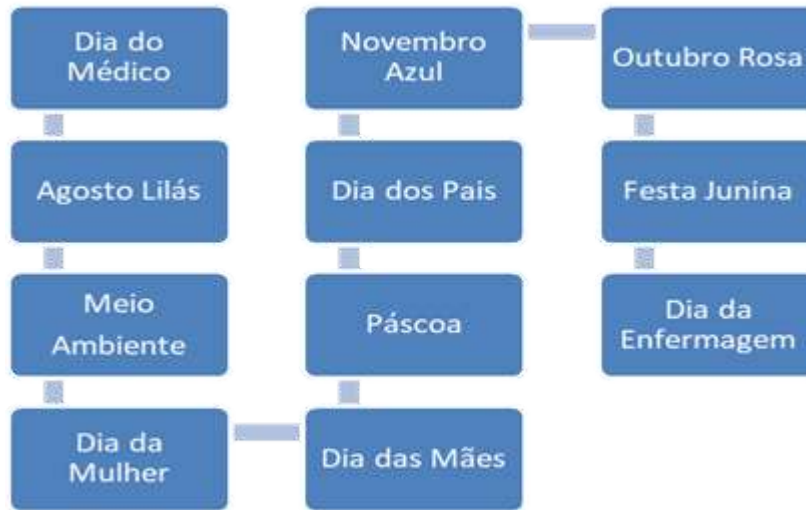 Dia do
Médico
Agosto Lilás
Meio
Ambiente
Dia da
Mulher
Dia das Mães
Páscoa
Dia dos Pais
Novembro
Azul
Outubro Rosa
Festa Junina
Dia da
Enfermagem